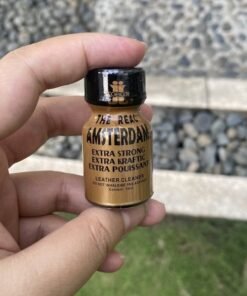 THE REAL
AMSTERDAM
EXTRA STRONG
EXTRA KRAFTIG
EXTRA PUISSANT
LEATHER CLEANER